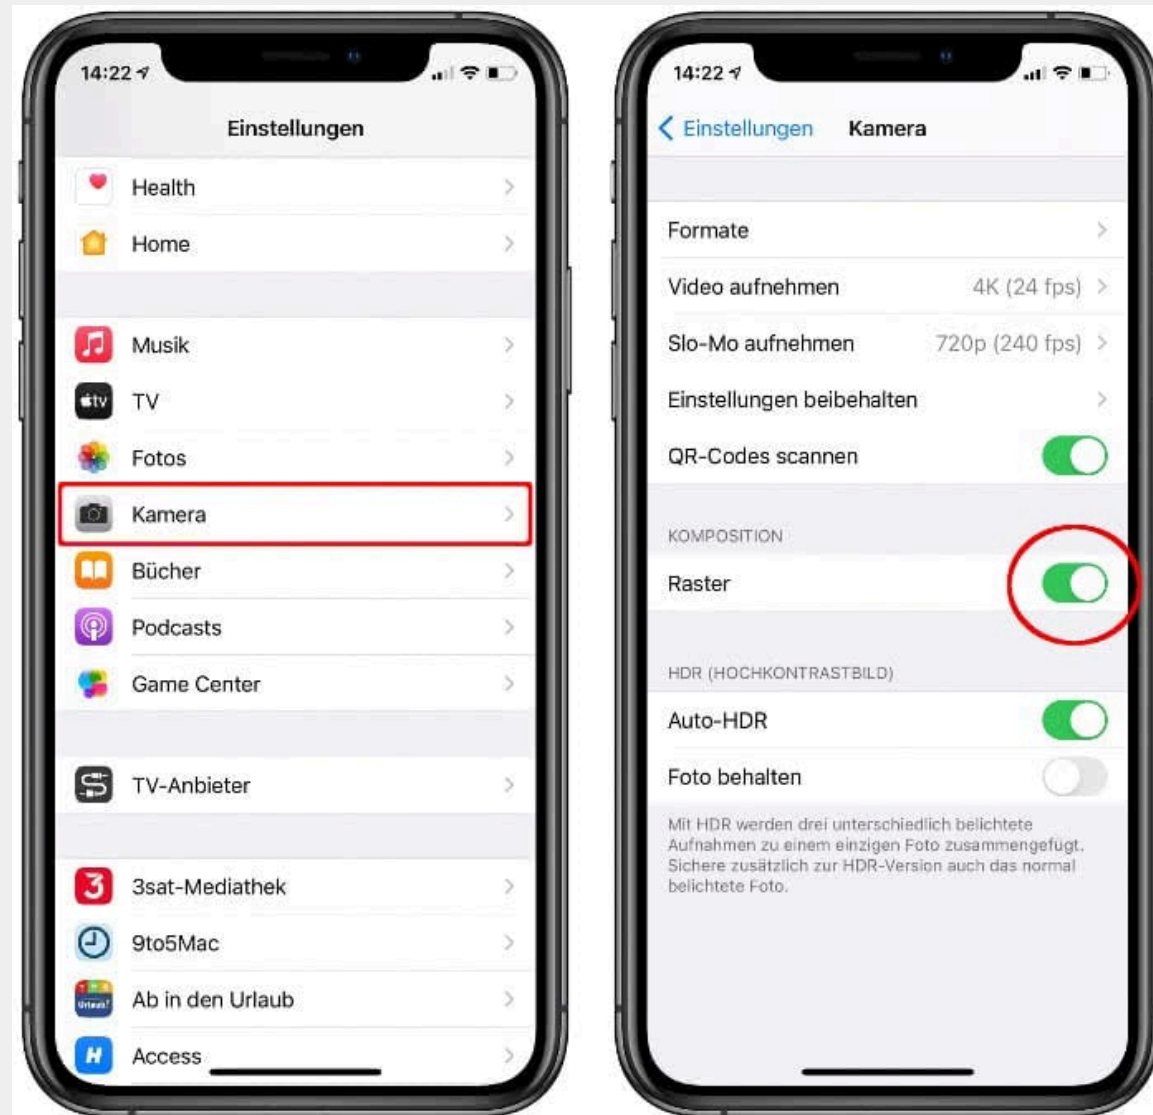 14:22
Einstellungen
Health
Home
Musik
tv TV
Fotos
Kamera
Bücher
Podcasts
Game Center
TV-Anbieter
3 3sat-Mediathek
9to5Mac
Urlaub? Ab in den Urlaub
H Access
14:22
Einstellungen Kamera
Formate
Video aufnehmen 4K (24 fps)
Slo-Mo aufnehmen 720p (240 fps)
Einstellungen beibehalten
QR-Codes scannen
KOMPOSITION
Raster
HDR (HOCHKONTRASTBILD)
Auto-HDR
Foto behalten
Mit HDR werden drei unterschiedlich belichtete
Aufnahmen zu einem einzigen Foto zusammengefügt.
Sichere zusätzlich zur HDR-Version auch das normal
belichtete Foto.